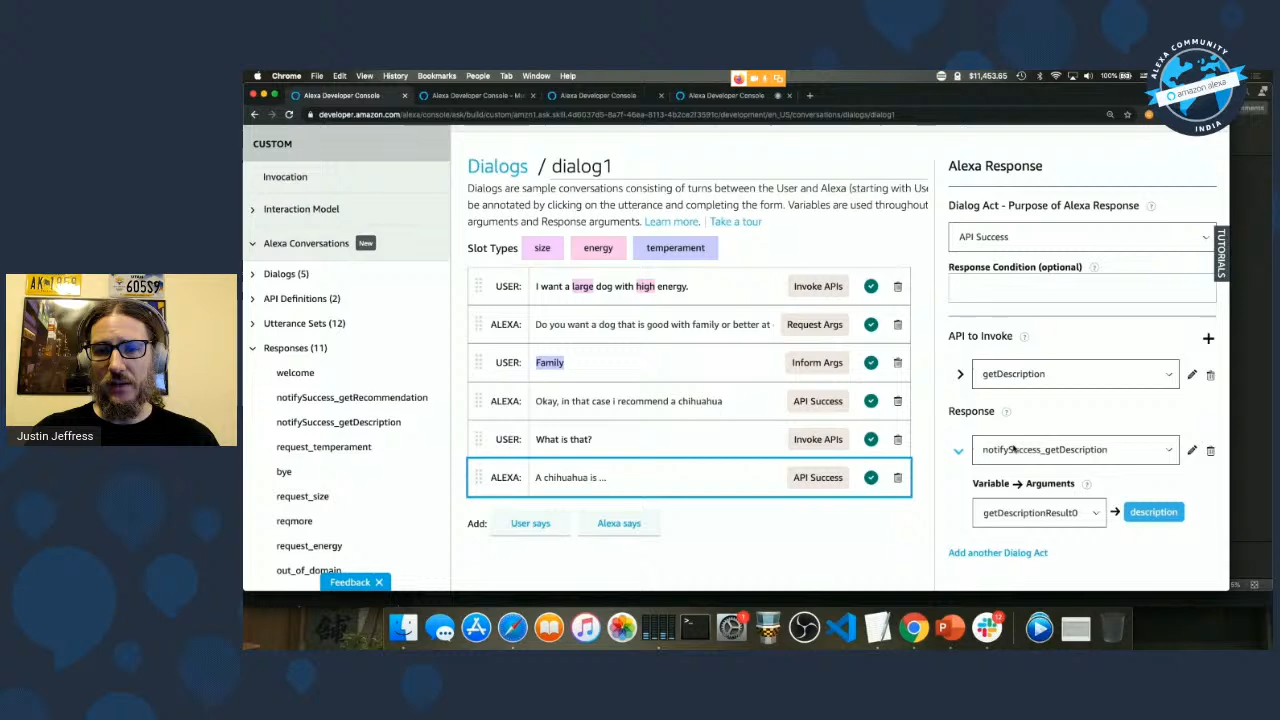 Chrome File Edit View History Bookmarks People Tab Window Help
$11,453.65
100%
Alexa Developer Console
Alexa Developer Console - M
Alexa Developer Console
Alexa Developer Console
ALEXA COMMUNITY
amazon alexa
INDIA
CUSTOM
Invocation
Interaction Model
Alexa Conversations New
Dialogs (5)
API Definitions (2)
Utterance Sets (12)
Responses (11)
welcome
notifySuccess_getRecommendation
notifySuccess_getDescription
request_temperament
bye
request_size
reqmore
request_energy
out_of_domain
Feedback
Dialogs / dialog1
Dialogs are sample conversations consisting of turns between the User and Alexa (starting with Use
be annotated by clicking on the utterance and completing the form. Variables are used throughout
arguments and Response arguments. Learn more. | Take a tour
Slot Types size energy temperament
USER: I want a large dog with high energy. Invoke APIs
ALEXA: Do you want a dog that is good with family or better at Request Args
USER: Family Inform Args
ALEXA: Okay, in that case i recommend a chihuahua API Success
USER: What is that? Invoke APIs
ALEXA: A chihuahua is ... API Success
Add: User says Alexa says
Alexa Response
Dialog Act - Purpose of Alexa Response
API Success
Response Condition (optional)
API to Invoke
getDescription
Response
notifySuccess_getDescription
Variable → Arguments
getDescriptionResult0 → description
Add another Dialog Act
TUTORIALS
Justin Jeffress
605S9